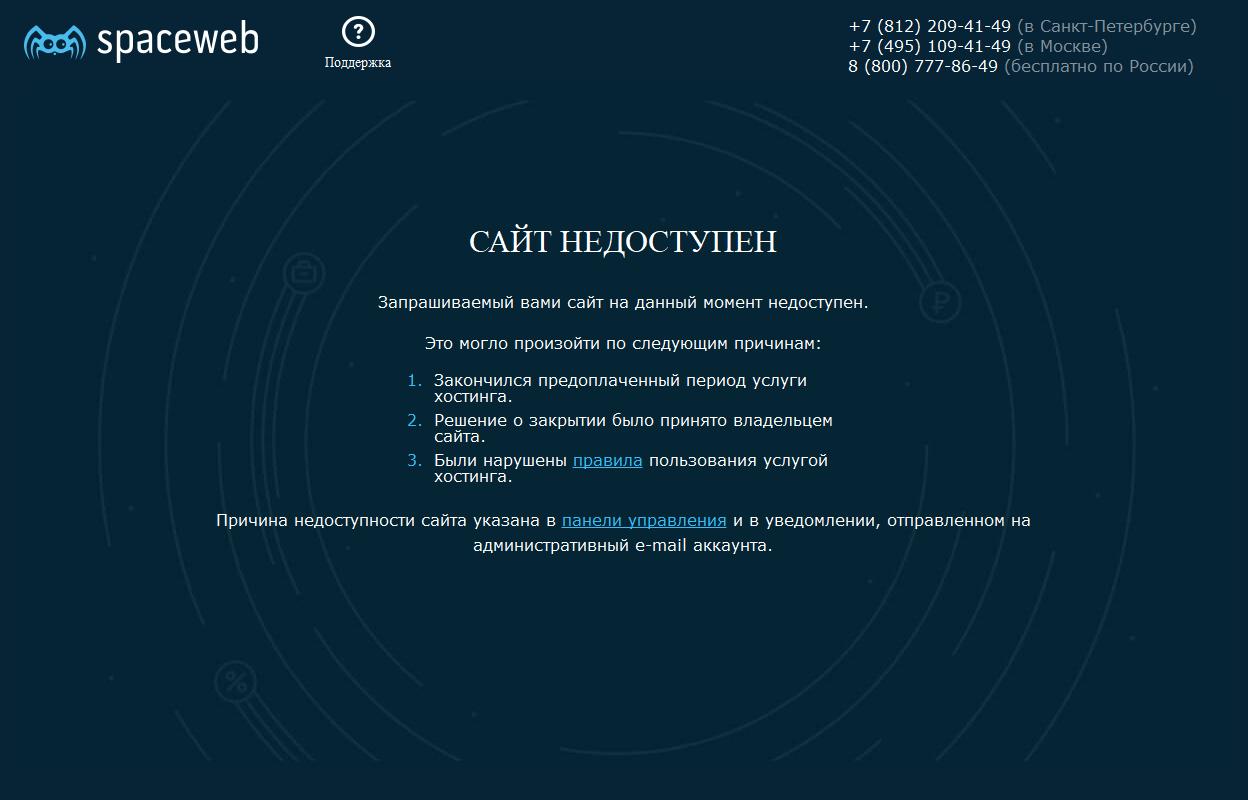 spaceweb
Поддержка
+7 (812) 209-41-49 (в Санкт-Петербурге)
+7 (495) 109-41-49 (в Москве)
8 (800) 777-86-49 (бесплатно по России)
САЙТ НЕДОСТУПЕН
Запрашиваемый вами сайт на данный момент недоступен.
Это могло произойти по следующим причинам:
1. Закончился предоплаченный период услуги
хостинга.
2. Решение о закрытии было принято владельцем
сайта.
3. Были нарушены правила пользования услугой
хостинга.
Причина недоступности сайта указана в панели управления и в уведомлении, отправленном на
административный e-mail аккаунта.